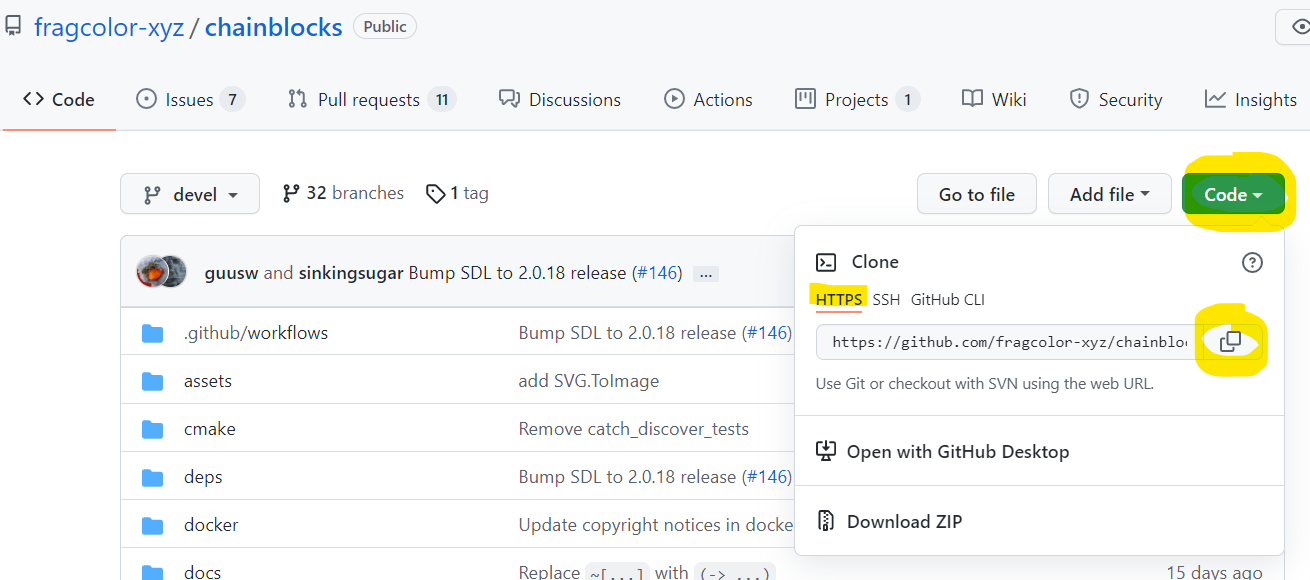 fragcolor-xyz / chainblocks Public
Code Issues 7 Pull requests 11 Discussions Actions Projects 1 Wiki Security Insights
devel 32 branches 1 tag Go to file Add file Code
guusw and sinkingsugar Bump SDL to 2.0.18 release (#146) ...
Clone
HTTPS SSH GitHub CLI
.github/workflows Bump SDL to 2.0.18 release (#146)
https://github.com/fragcolor-xyz/chainbloc
assets add SVG.ToImage
Use Git or checkout with SVN using the web URL.
cmake Remove catch_discover_tests
Open with GitHub Desktop
deps Bump SDL to 2.0.18 release (#146)
docker Update copyright notices in docke
Download ZIP
docs Replace ~[...] with (-> ...) 15 days ago